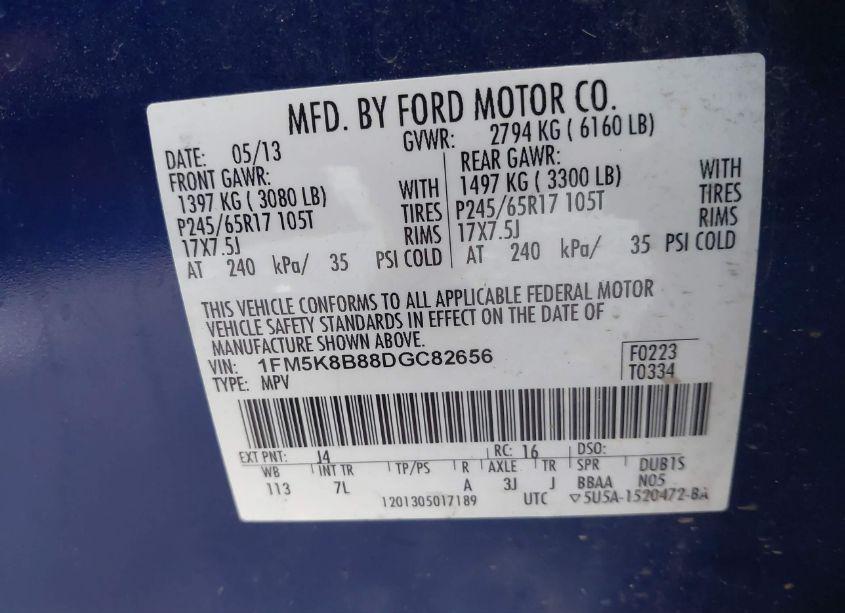 MFD. BY FORD MOTOR CO.
DATE: 05/13 GVWR: 2794 KG ( 6160 LB)
FRONT GAWR: REAR GAWR:
1397 KG ( 3080 LB) WITH 1497 KG ( 3300 LB) WITH
P245/65R17 105T TIRES P245/65R17 105T TIRES
17X7.5J RIMS 17X7.5J RIMS
AT 240 kPa/ 35 PSI COLD AT 240 kPa/ 35 PSI COLD
THIS VEHICLE CONFORMS TO ALL APPLICABLE FEDERAL MOTOR
VEHICLE SAFETY STANDARDS IN EFFECT ON THE DATE OF
MANUFACTURE SHOWN ABOVE.
VIN: 1FM5K8B88DGC82656 F0223
TYPE: MPV T0334
EXT PNT: J4 RC: 16 DSO:
WB INT TR TP/PS R AXLE TR SPR DUB1S
113 7L A 3J J BBAA N05
1201305017189 UTC ▽5U5A-1520472-BA